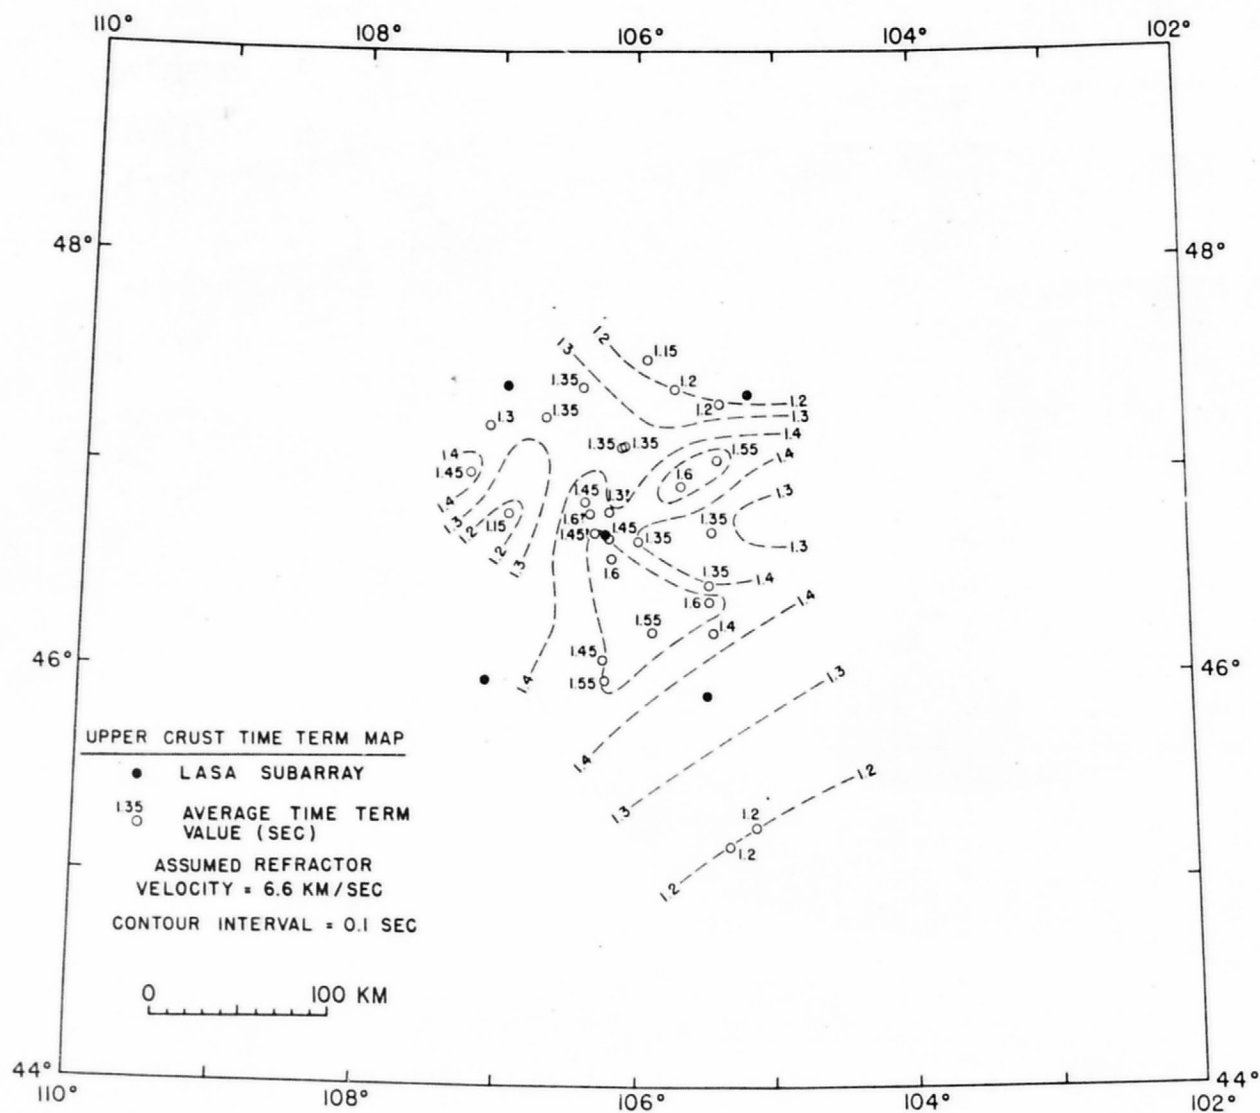 110° 108° 106° 104° 102°
48° 48°
1.2
1.3 1.15
1.35 1.2
1.2 1.2
1.3 1.35 1.3
1.4
1.35 1.35 1.55
1.4 1.4
1.45 1.6
1.4 1.45 1.3
1.3 1.15 1.6 1.35
1.2 1.45 1.45 1.35 1.3
1.2
1.3 1.6 1.35 1.4
1.6 1.4
1.55 1.4
46° 1.45 46°
1.4 1.55 1.3
UPPER CRUST TIME TERM MAP
LASA SUBARRAY
1.4 1.2
1.35 AVERAGE TIME TERM
VALUE (SEC)
1.3 1.2
1.2
ASSUMED REFRACTOR
VELOCITY = 6.6 KM/SEC
1.2
CONTOUR INTERVAL = 0.1 SEC
0 100 KM
44° 44°
110° 108° 106° 104° 102°